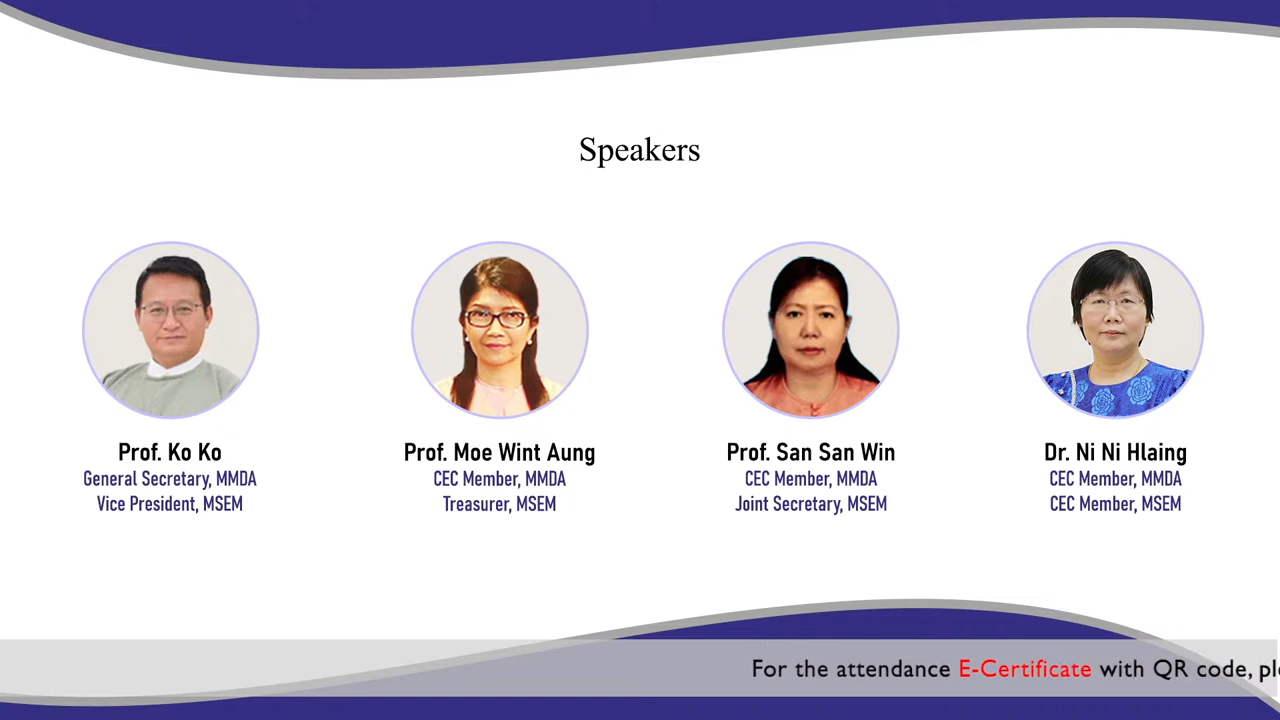 Speakers
Prof. Ko Ko
General Secretary, MMDA
Vice President, MSEM
Prof. Moe Wint Aung
CEC Member, MMDA
Treasurer, MSEM
Prof. San San Win
CEC Member, MMDA
Joint Secretary, MSEM
Dr. Ni Ni Hlaing
CEC Member, MMDA
CEC Member, MSEM
For the attendance E-Certificate with QR code,